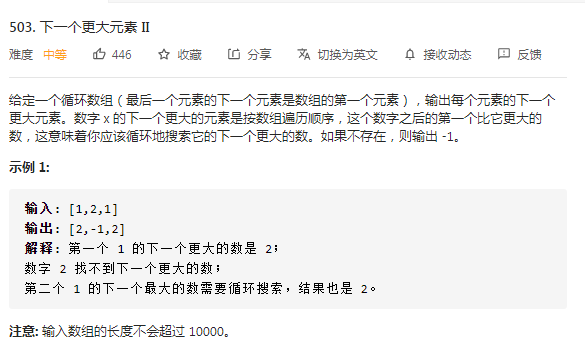 503. 下一个更大元素 II
难度 中等 446 收藏 分享 切换为英文 接收动态 反馈
给定一个循环数组（最后一个元素的下一个元素是数组的第一个元素），输出每个元素的下一个
更大元素。数字 x 的下一个更大的元素是按数组遍历顺序，这个数字之后的第一个比它更大的
数，这意味着你应该循环地搜索它的下一个更大的数。如果不存在，则输出 -1。
示例 1:
输入: [1,2,1]
输出: [2,-1,2]
解释: 第一个 1 的下一个更大的数是 2；
数字 2 找不到下一个更大的数；
第二个 1 的下一个最大的数需要循环搜索，结果也是 2。
注意: 输入数组的长度不会超过 10000。